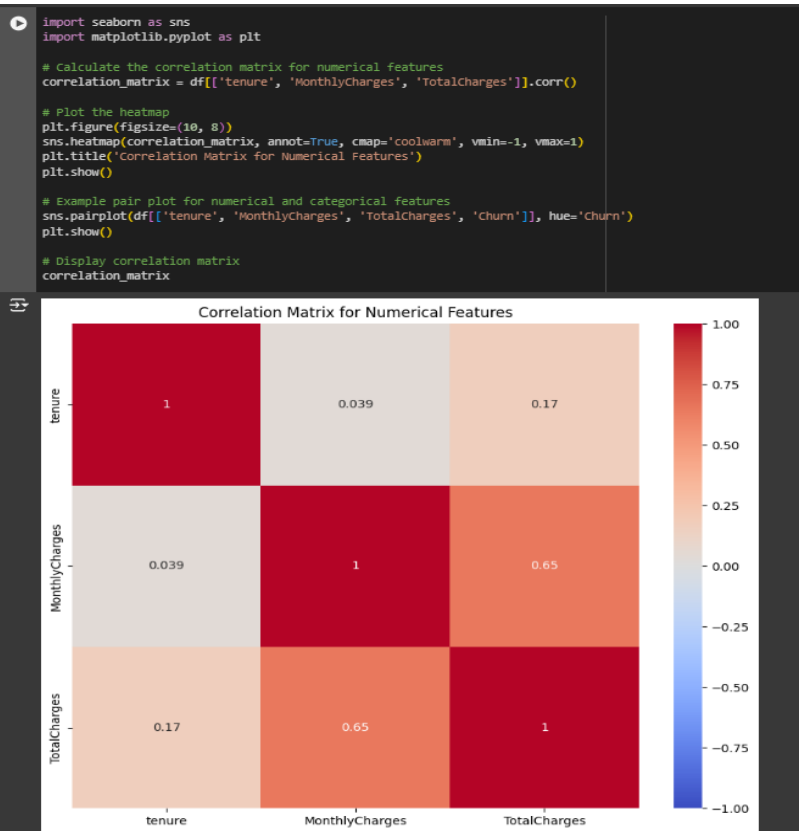 import seaborn as sns
import matplotlib.pyplot as plt
# Calculate the correlation matrix for numerical features
correlation_matrix = df[['tenure', 'MonthlyCharges', 'TotalCharges']].corr()
# Plot the heatmap
plt.figure(figsize=(10, 8))
sns.heatmap(correlation_matrix, annot=True, cmap='coolwarm', vmin=-1, vmax=1)
plt.title('Correlation Matrix for Numerical Features')
plt.show()
# Example pair plot for numerical and categorical features
sns.pairplot(df[['tenure', 'MonthlyCharges', 'TotalCharges', 'Churn']], hue='Churn')
plt.show()
# Display correlation matrix
correlation_matrix
Correlation Matrix for Numerical Features
tenure
1
0.039
0.17
MonthlyCharges
0.039
1
0.65
TotalCharges
0.17
0.65
1
tenure
MonthlyCharges
TotalCharges
1.00
0.75
0.50
0.25
0.00
−0.25
−0.50
−0.75
−1.00